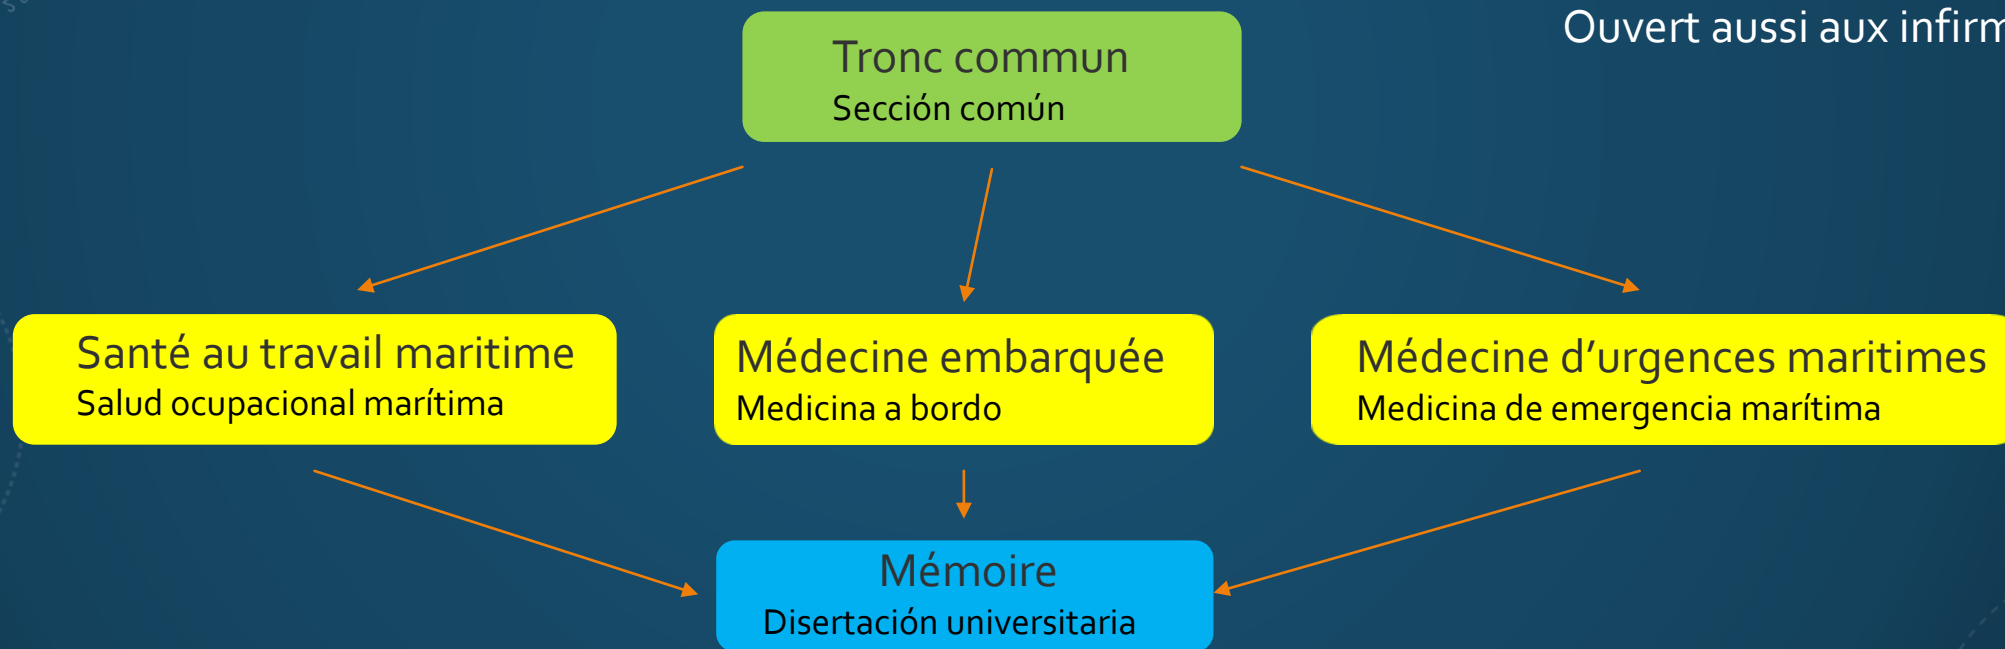 Ouvert aussi aux
Tronc commun
Sección común
Santé au travail maritime
Salud ocupacional marítima
Médecine embarquée
Medicina a bordo
Médecine d'urgences maritimes
Medicina de emergencia marítima
Mémoire
Disertación universitaria